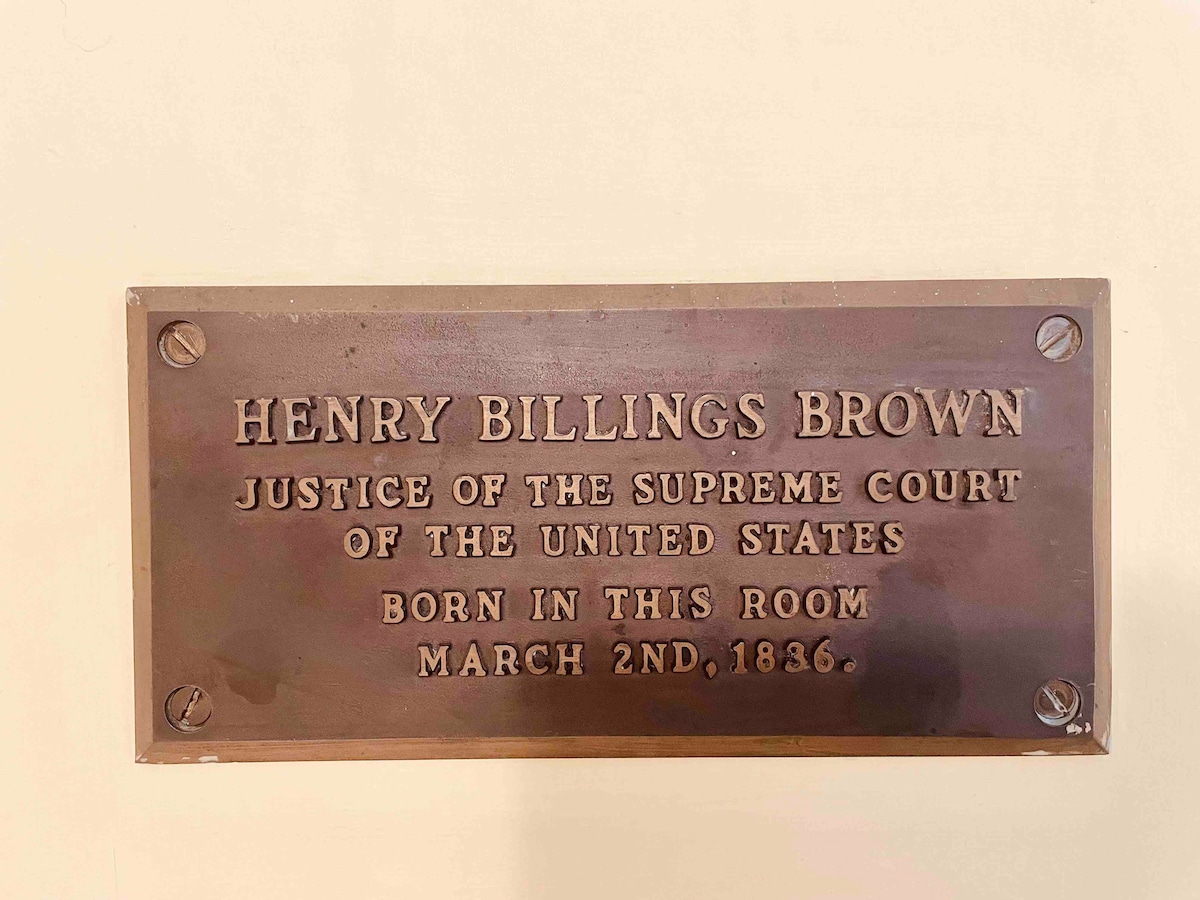 HENRY BILLINGS BROWN
JUSTICE OF THE SUPREME COURT
OF THE UNITED STATES
BORN IN THIS ROOM
MARCH 2ND, 1836.